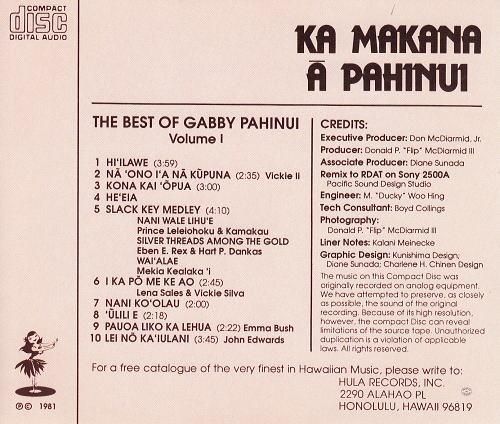 COMPACT
disc
DIGITAL AUDIO
KA MAKANA
Ā PAHINUI
THE BEST OF GABBY PAHINUI
Volume I
1 HI'ILAWE (3:59)
2 NĀ 'ONO I'A NĀ KŪPUNA (2:35) Vickie Ii
3 KONA KAI 'ŌPUA (3:00)
4 HE'EIA
5 SLACK KEY MEDLEY (4:10)
NANI WALE LIHU'E
Prince Leleiohoku & Kamakau
SILVER THREADS AMONG THE GOLD
Eben E. Rex & Hart P. Dankas
WAI'ALAE
Mekia Kealaka 'i
6 I KA PŌ ME KE AO (2:45)
Lena Sales & Vickie Silva
7 NANI KO'OLAU (2:00)
8 'ŪLILI E (2:18)
9 PAUOA LIKO KA LEHUA (2:22) Emma Bush
10 LEI NŌ KA'IULANI (3:45) John Edwards
CREDITS:
Executive Producer: Don McDiarmid, Jr.
Producer: Donald P. "Flip" McDiarmid III
Associate Producer: Diane Sunada
Remix to RDAT on Sony 2500A
Pacific Sound Design Studio
Engineer: M. "Ducky" Woo Hing
Tech Consultant: Boyd Collings
Photography:
Donald P. "Flip" McDiarmid III
Liner Notes: Kalani Meinecke
Graphic Design: Kunishima Design;
Diane Sunada; Charlene H. Chinen Design
The music on this Compact Disc was
originally recorded on analog equipment.
We have attempted to preserve, as closely
as possible, the sound of the original
recording. Because of its high resolution,
however, the compact Disc can reveal
limitations of the source tape. Unauthorized
duplication is a violation of applicable
laws. All rights reserved.
For a free catalogue of the very finest in Hawaiian Music, please write to:
HULA RECORDS, INC.
2290 ALAHAO PL
HONOLULU, HAWAII 96819
℗© 1981